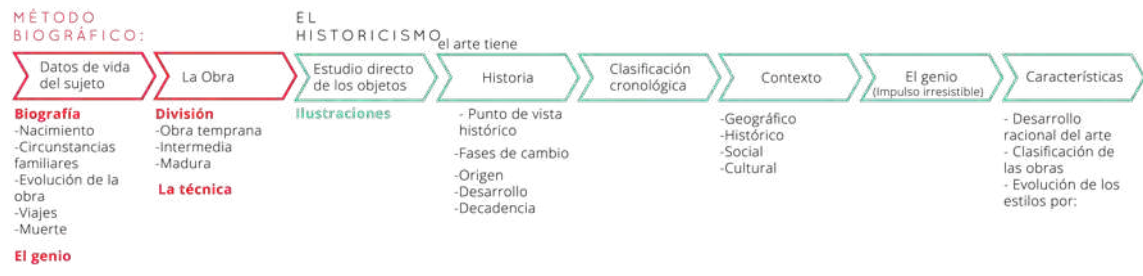 MÉTODO
BIOGRÁFICO:
Datos de vida
del sujeto
Biografía
-Nacimiento
-Circunstancias
familiares
-Evolución de la
obra
-Viajes
-Muerte
El genio
La Obra
División
-Obra temprana
-Intermedia
-Madura
La técnica
EL
HISTORICISMO
Estudio directo
de los objetos
Ilustraciones
el arte tiene
Historia
- Punto de vista
histórico
-Fases de cambio
-Origen
-Desarrollo
-Decadencia
Clasificación
cronológica
Contexto
-Geográfico
-Histórico
-Social
-Cultural
El genio
(Impulso irresistible)
Características
- Desarrollo
racional del arte
- Clasificación de
las obras
- Evolución de los
estilos por: